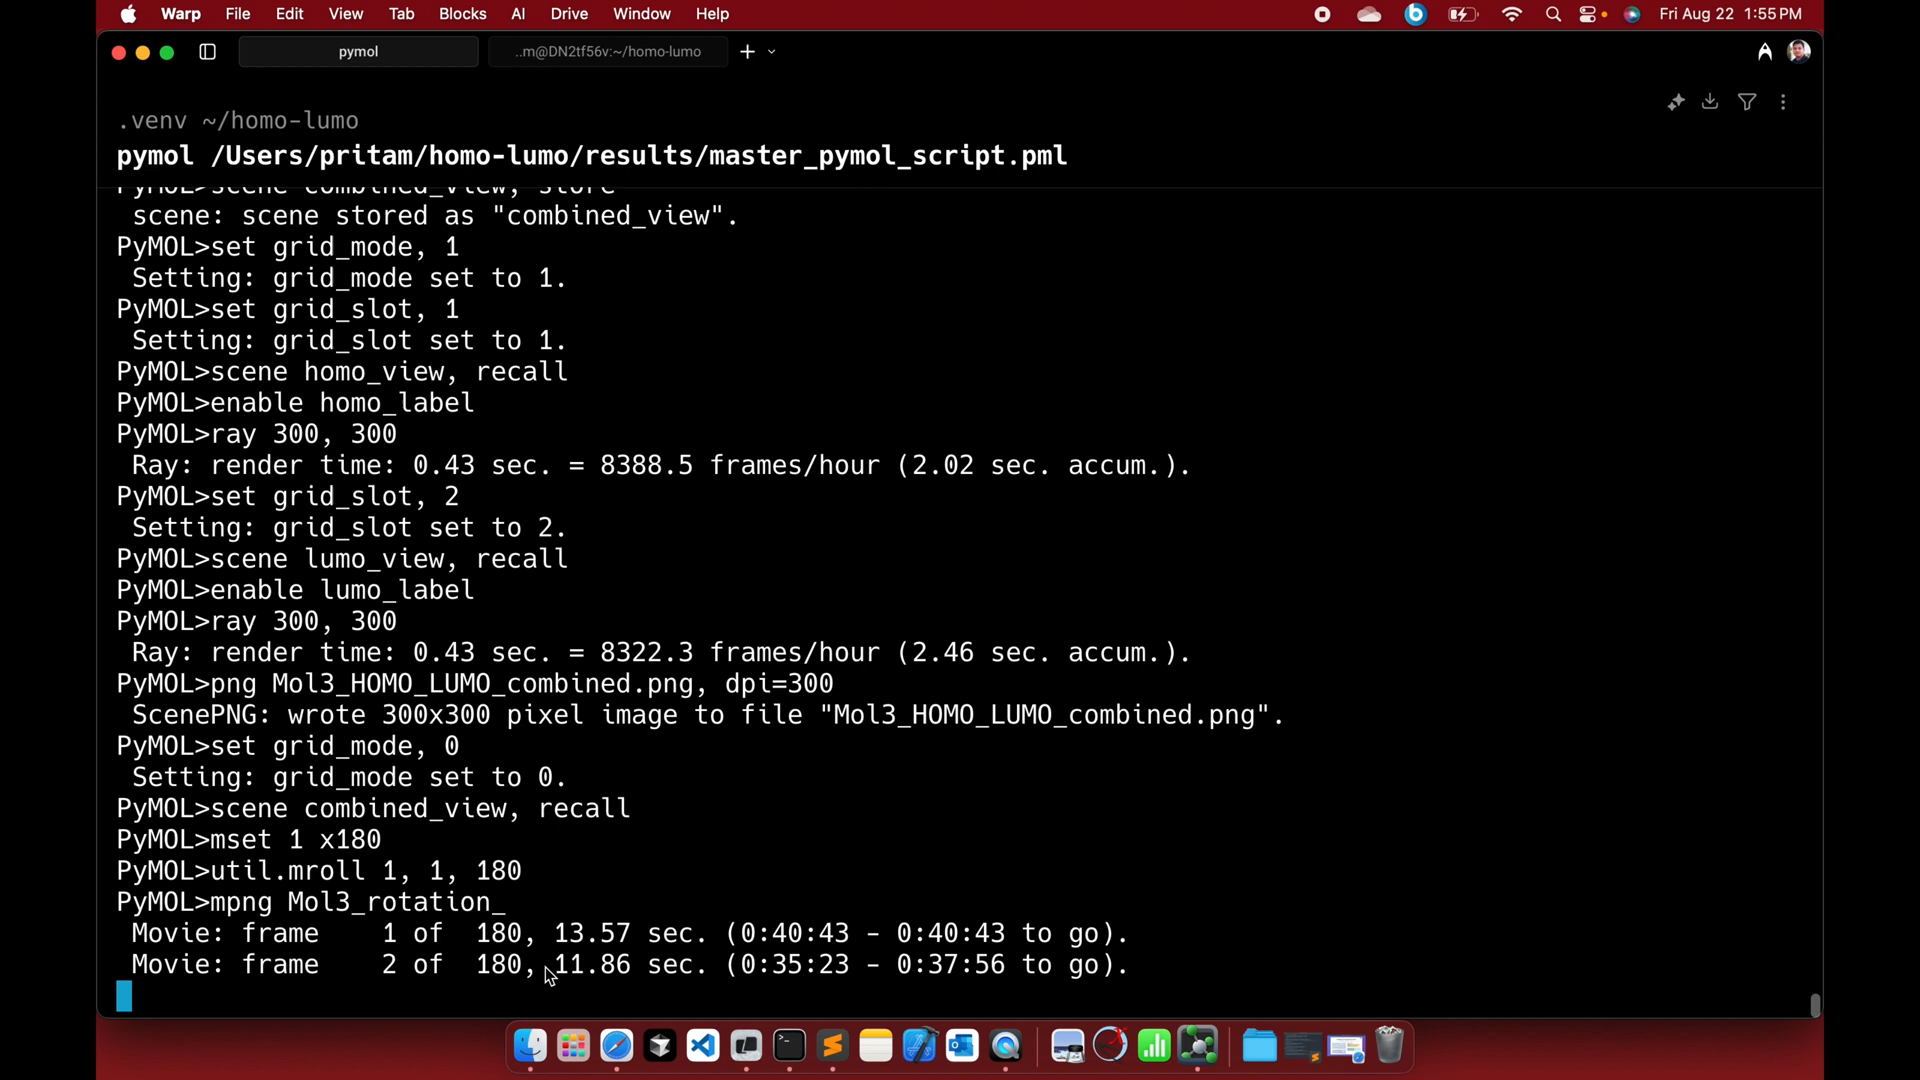 Warp File Edit View Tab Blocks AI Drive Window Help Fri Aug 22 1:55 PM
pymol ..m@DN2tf56v:~/homo-lumo
.venv ~/homo-lumo
pymol /Users/pritam/homo-lumo/results/master_pymol_script.pml
PyMOL>scene combined_view, store
scene: scene stored as "combined_view".
PyMOL>set grid_mode, 1
Setting: grid_mode set to 1.
PyMOL>set grid_slot, 1
Setting: grid_slot set to 1.
PyMOL>scene homo_view, recall
PyMOL>enable homo_label
PyMOL>ray 300, 300
Ray: render time: 0.43 sec. = 8388.5 frames/hour (2.02 sec. accum.).
PyMOL>set grid_slot, 2
Setting: grid_slot set to 2.
PyMOL>scene lumo_view, recall
PyMOL>enable lumo_label
PyMOL>ray 300, 300
Ray: render time: 0.43 sec. = 8322.3 frames/hour (2.46 sec. accum.).
PyMOL>png Mol3_HOMO_LUMO_combined.png, dpi=300
ScenePNG: wrote 300x300 pixel image to file "Mol3_HOMO_LUMO_combined.png".
PyMOL>set grid_mode, 0
Setting: grid_mode set to 0.
PyMOL>scene combined_view, recall
PyMOL>mset 1 x180
PyMOL>util.mroll 1, 1, 180
PyMOL>mpng Mol3_rotation_
Movie: frame    1 of  180, 13.57 sec. (0:40:43 - 0:40:43 to go).
Movie: frame    2 of  180, 11.86 sec. (0:35:23 - 0:37:56 to go).